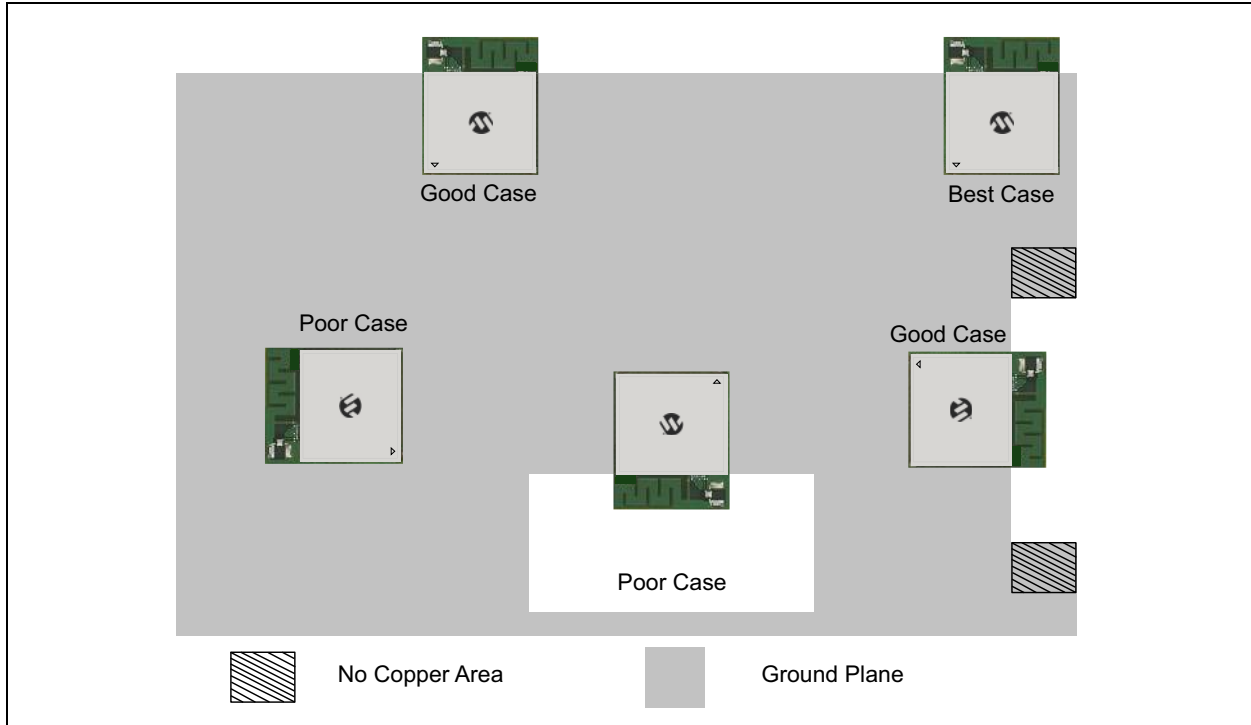 Good Case
Best Case
Poor Case
Good Case
Poor Case
No Copper Area
Ground Plane